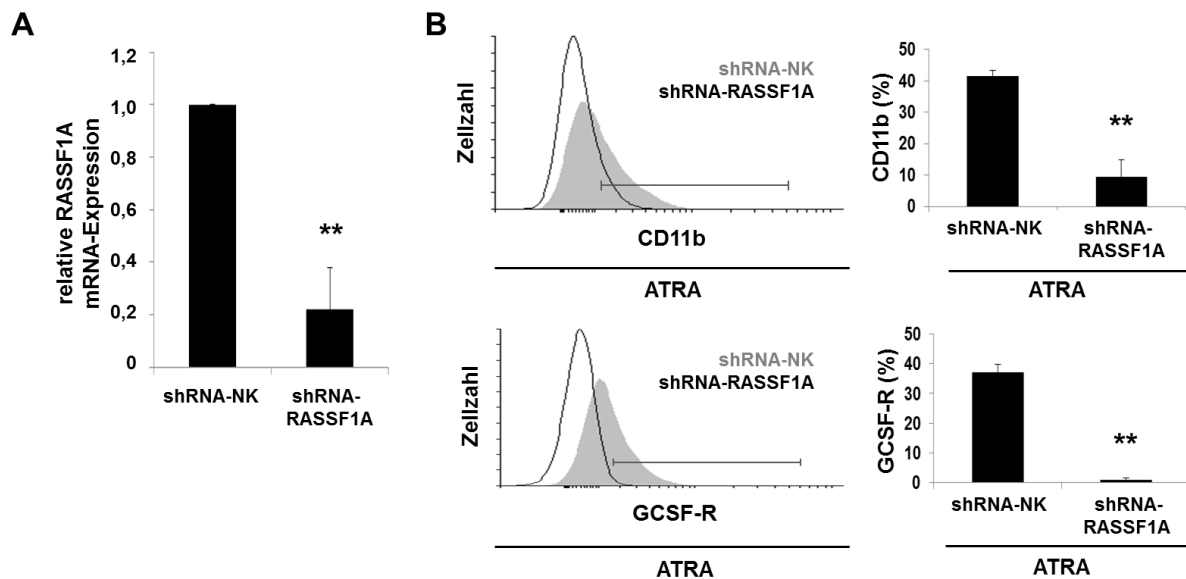 A
relative RASSF1A
mRNA-Expression
1,2
1,0
0,8
0,6
0,4
0,2
0
**
shRNA-NK
shRNA-
RASSF1A
B
Zellzahl
shRNA-NK
shRNA-RASSF1A
CD11b
ATRA
CD11b (%)
50
40
30
20
10
0
**
shRNA-NK
shRNA-
RASSF1A
ATRA
Zellzahl
shRNA-NK
shRNA-RASSF1A
GCSF-R
ATRA
GCSF-R (%)
50
40
30
20
10
0
**
shRNA-NK
shRNA-
RASSF1A
ATRA